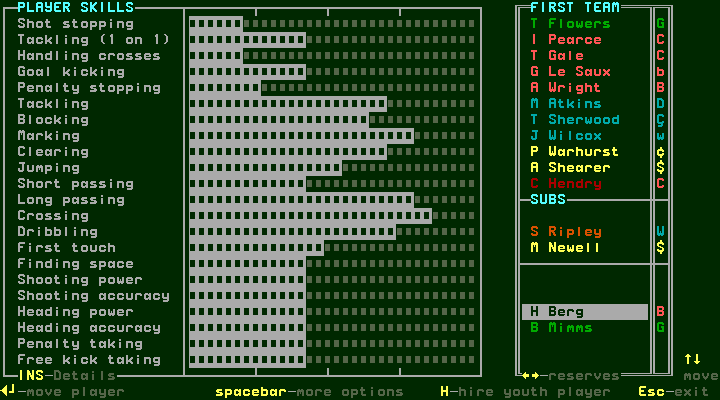 PLAYER SKILLS
Shot stopping
Tackling (1 on 1)
Handling crosses
Goal kicking
Penalty stopping
Tackling
Blocking
Marking
Clearing
Jumping
Short passing
Long passing
Crossing
Dribbling
First touch
Finding space
Shooting power
Shooting accuracy
Heading power
Heading accuracy
Penalty taking
Free kick taking
INS-Details
FIRST TEAM
T Flowers G
I Pearce C
T Gale C
G Le Saux b
A Wright B
M Atkins D
T Sherwood Ç
J Wilcox w
P Warhurst ¢
A Shearer $
C Hendry C
SUBS
S Ripley W
M Newell $
H Berg B
B Mimms G
↔-reserves
↑↓
↵-move player
spacebar-more options
H-hire youth player
move
Esc-exit